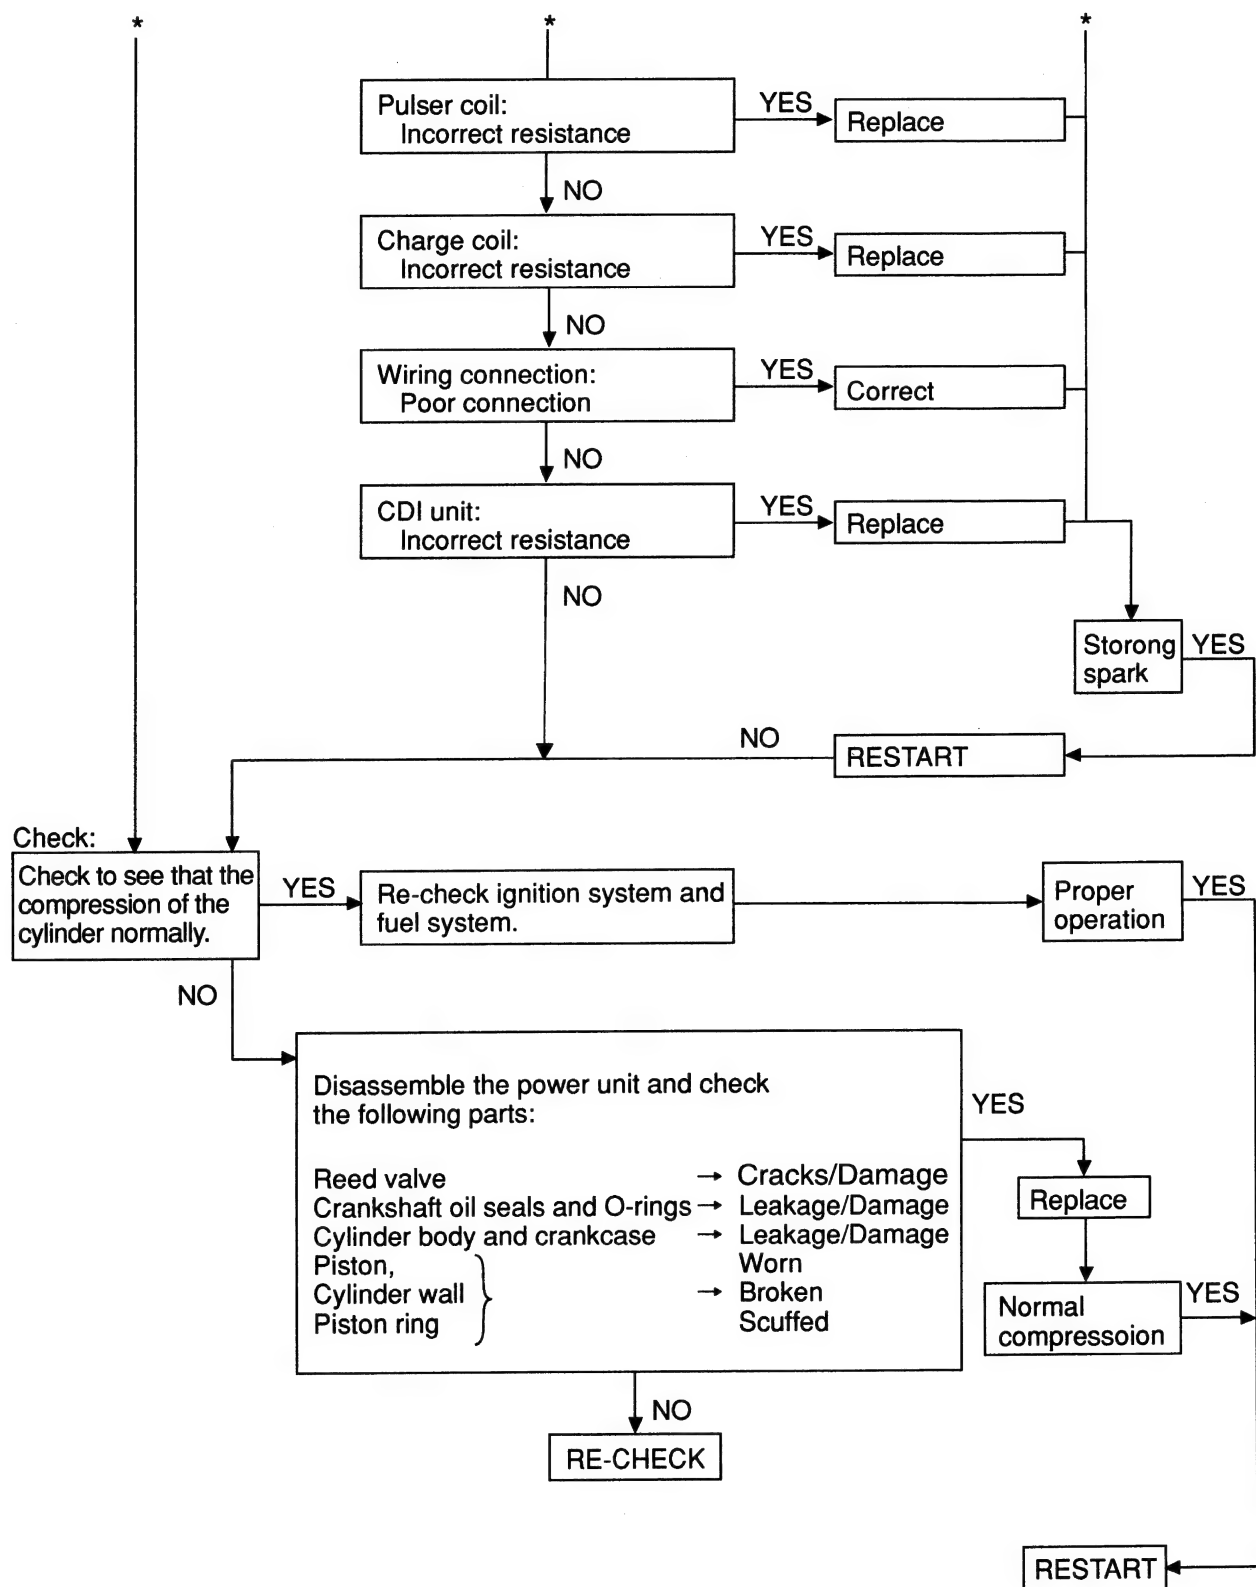 * * *
Pulser coil:
Incorrect resistance
YES
Replace
NO
Charge coil:
Incorrect resistance
YES
Replace
NO
Wiring connection:
Poor connection
YES
Correct
NO
CDI unit:
Incorrect resistance
YES
Replace
NO
Storong
spark
YES
NO
RESTART
Check:
Check to see that the
compression of the
cylinder normally.
YES
Re-check ignition system and
fuel system.
Proper
operation
YES
NO
Disassemble the power unit and check
the following parts:
YES
Reed valve → Cracks/Damage
Crankshaft oil seals and O-rings → Leakage/Damage
Cylinder body and crankcase → Leakage/Damage
Piston, Worn
Cylinder wall → Broken
Piston ring Scuffed
Replace
Normal
compressoion
YES
NO
RE-CHECK
RESTART